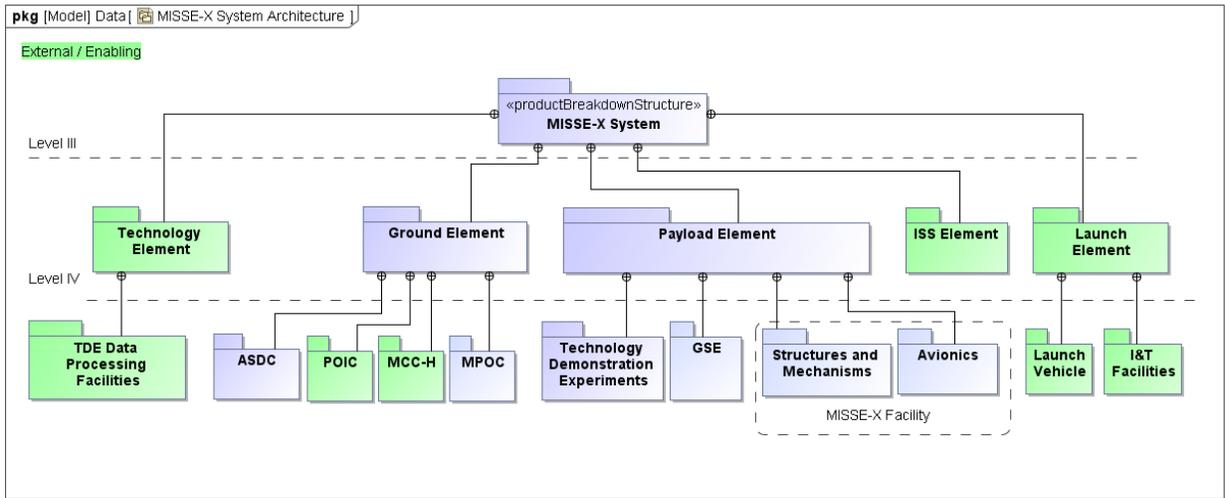 pkg [Model] Data[ MISSE-X System Architecture ]
External / Enabling
«productBreakdownStructure»
MISSE-X System
Level III
Technology
Element
Ground Element
Payload Element
ISS Element
Launch
Element
Level IV
TDE Data
Processing
Facilities
ASDC
POIC
MCC-H
MPOC
Technology
Demonstration
Experiments
GSE
Structures and
Mechanisms
Avionics
MISSE-X Facility
Launch
Vehicle
I&T
Facilities